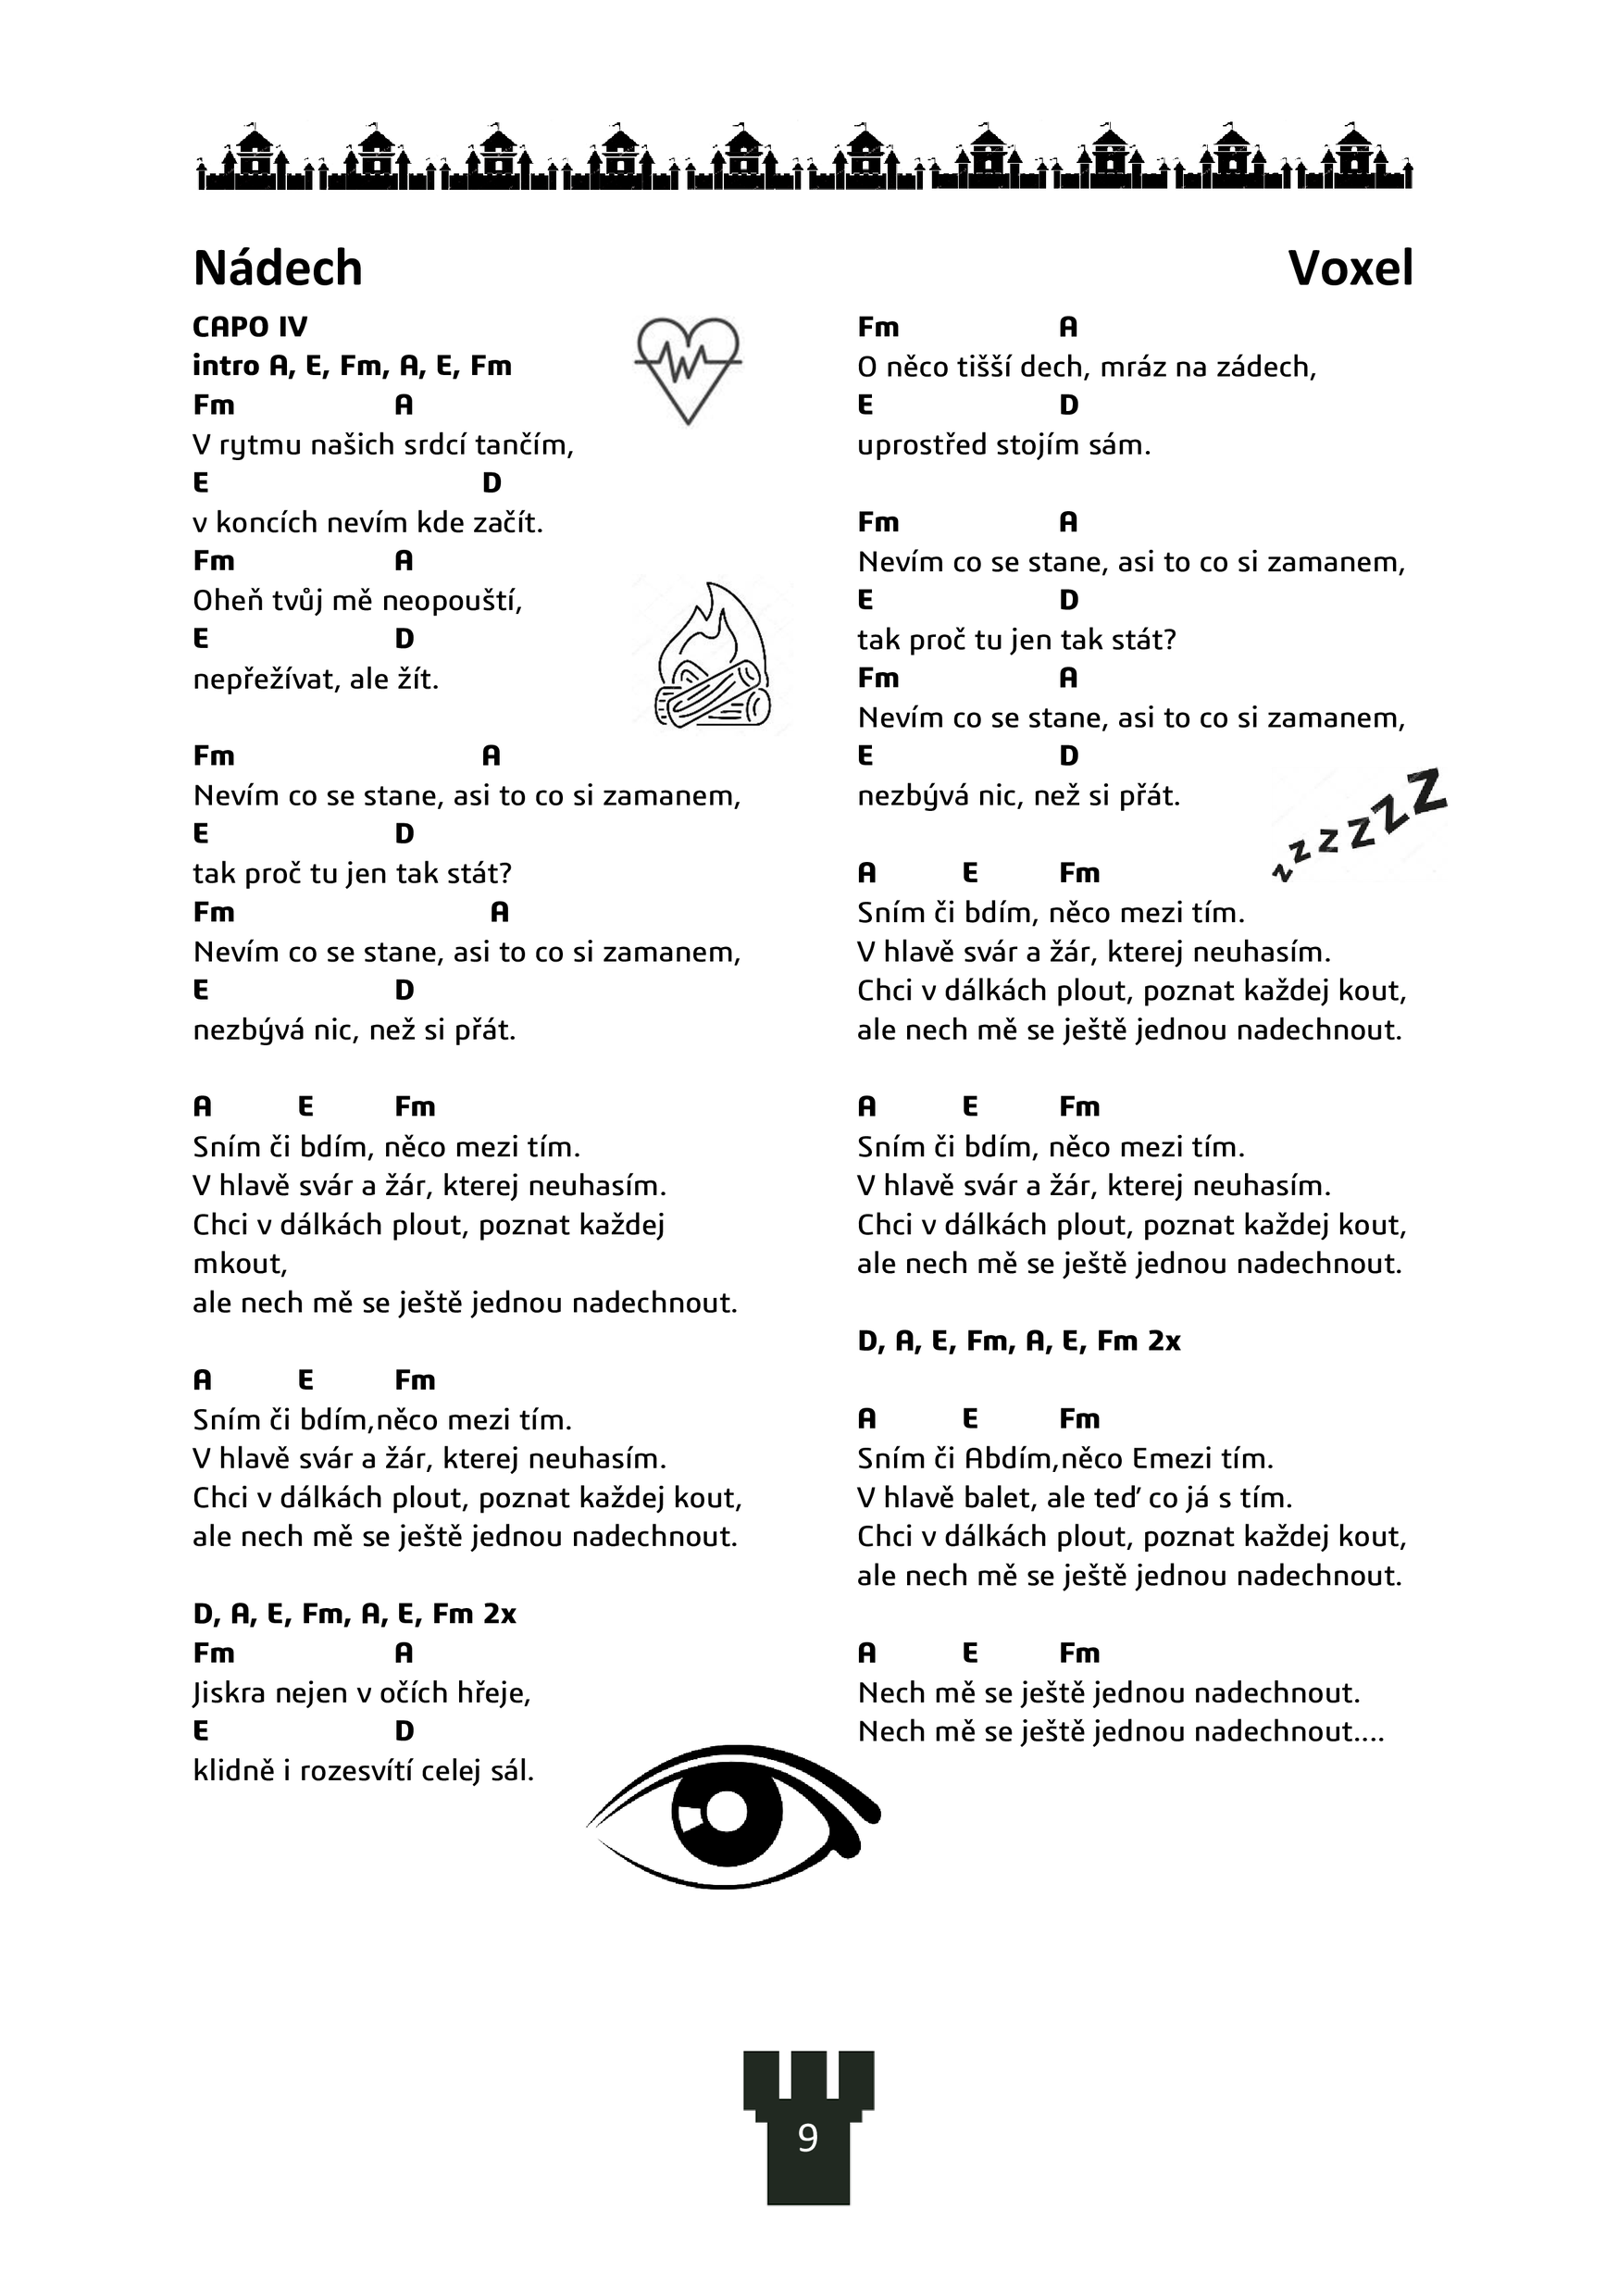 Nádech Voxel
CAPO IV
intro A, E, Fm, A, E, Fm
Fm A
V rytmu našich srdcí tančím,
E D
v koncích nevím kde začít.
Fm A
Oheň tvůj mě neopouští,
E D
nepřežívat, ale žít.
Fm A
Nevím co se stane, asi to co si zamanem,
E D
tak proč tu jen tak stát?
Fm A
Nevím co se stane, asi to co si zamanem,
E D
nezbývá nic, než si přát.
A E Fm
Sním či bdím, něco mezi tím.
V hlavě svár a žár, kterej neuhasím.
Chci v dálkách plout, poznat každej
mkout,
ale nech mě se ještě jednou nadechnout.
A E Fm
Sním či bdím,něco mezi tím.
V hlavě svár a žár, kterej neuhasím.
Chci v dálkách plout, poznat každej kout,
ale nech mě se ještě jednou nadechnout.
D, A, E, Fm, A, E, Fm 2x
Fm A
Jiskra nejen v očích hřeje,
E D
klidně i rozesvítí celej sál.
Fm A
O něco tišší dech, mráz na zádech,
E D
uprostřed stojím sám.
Fm A
Nevím co se stane, asi to co si zamanem,
E D
tak proč tu jen tak stát?
Fm A
Nevím co se stane, asi to co si zamanem,
E D
nezbývá nic, než si přát.
z z z z z z
A E Fm
Sním či bdím, něco mezi tím.
V hlavě svár a žár, kterej neuhasím.
Chci v dálkách plout, poznat každej kout,
ale nech mě se ještě jednou nadechnout.
A E Fm
Sním či bdím, něco mezi tím.
V hlavě svár a žár, kterej neuhasím.
Chci v dálkách plout, poznat každej kout,
ale nech mě se ještě jednou nadechnout.
D, A, E, Fm, A, E, Fm 2x
A E Fm
Sním či Abdím,něco Emezi tím.
V hlavě balet, ale teď co já s tím.
Chci v dálkách plout, poznat každej kout,
ale nech mě se ještě jednou nadechnout.
A E Fm
Nech mě se ještě jednou nadechnout.
Nech mě se ještě jednou nadechnout....
9